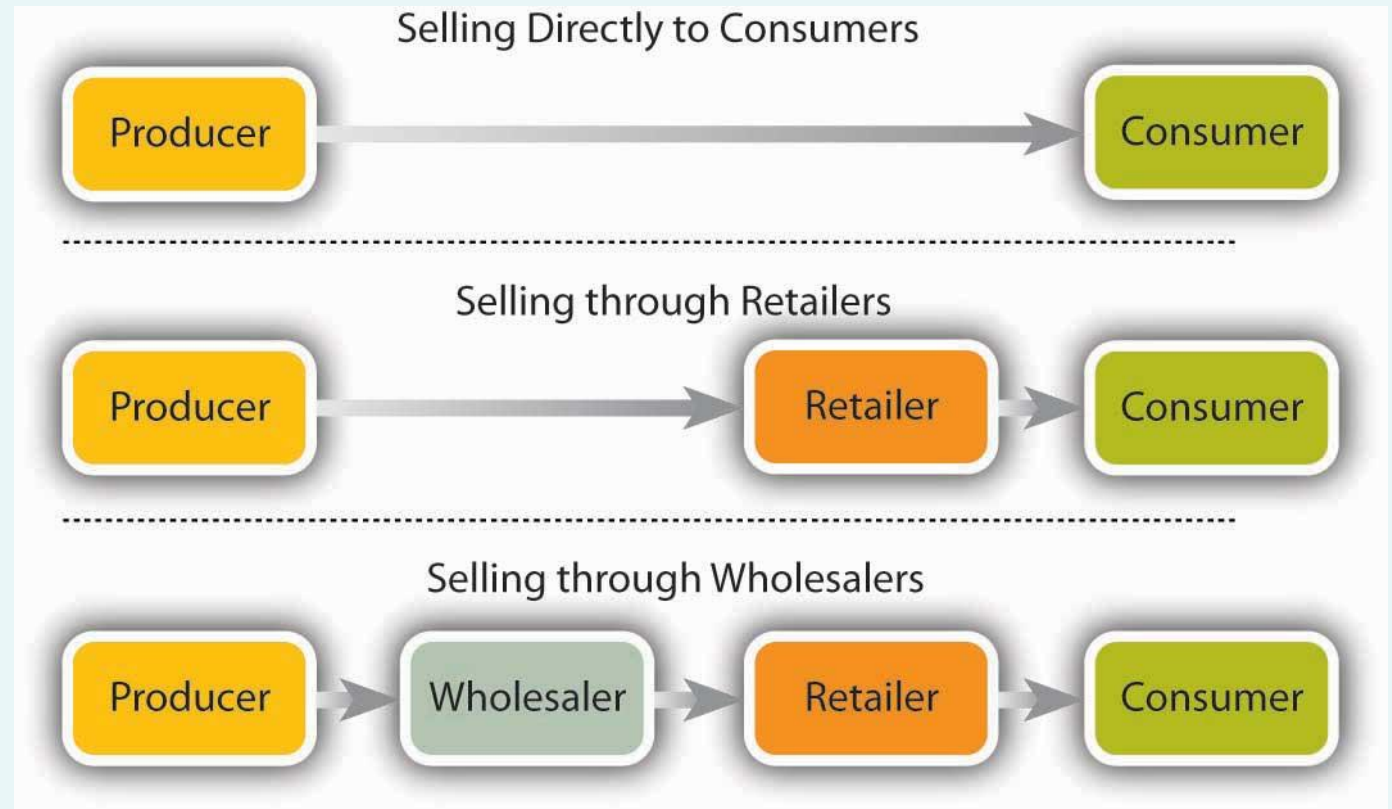 Selling Directly to Consumers
Producer
Consumer
Selling through Retailers
Producer
Retailer
Consumer
Selling through Wholesalers
Producer
Wholesaler
Retailer
Consumer